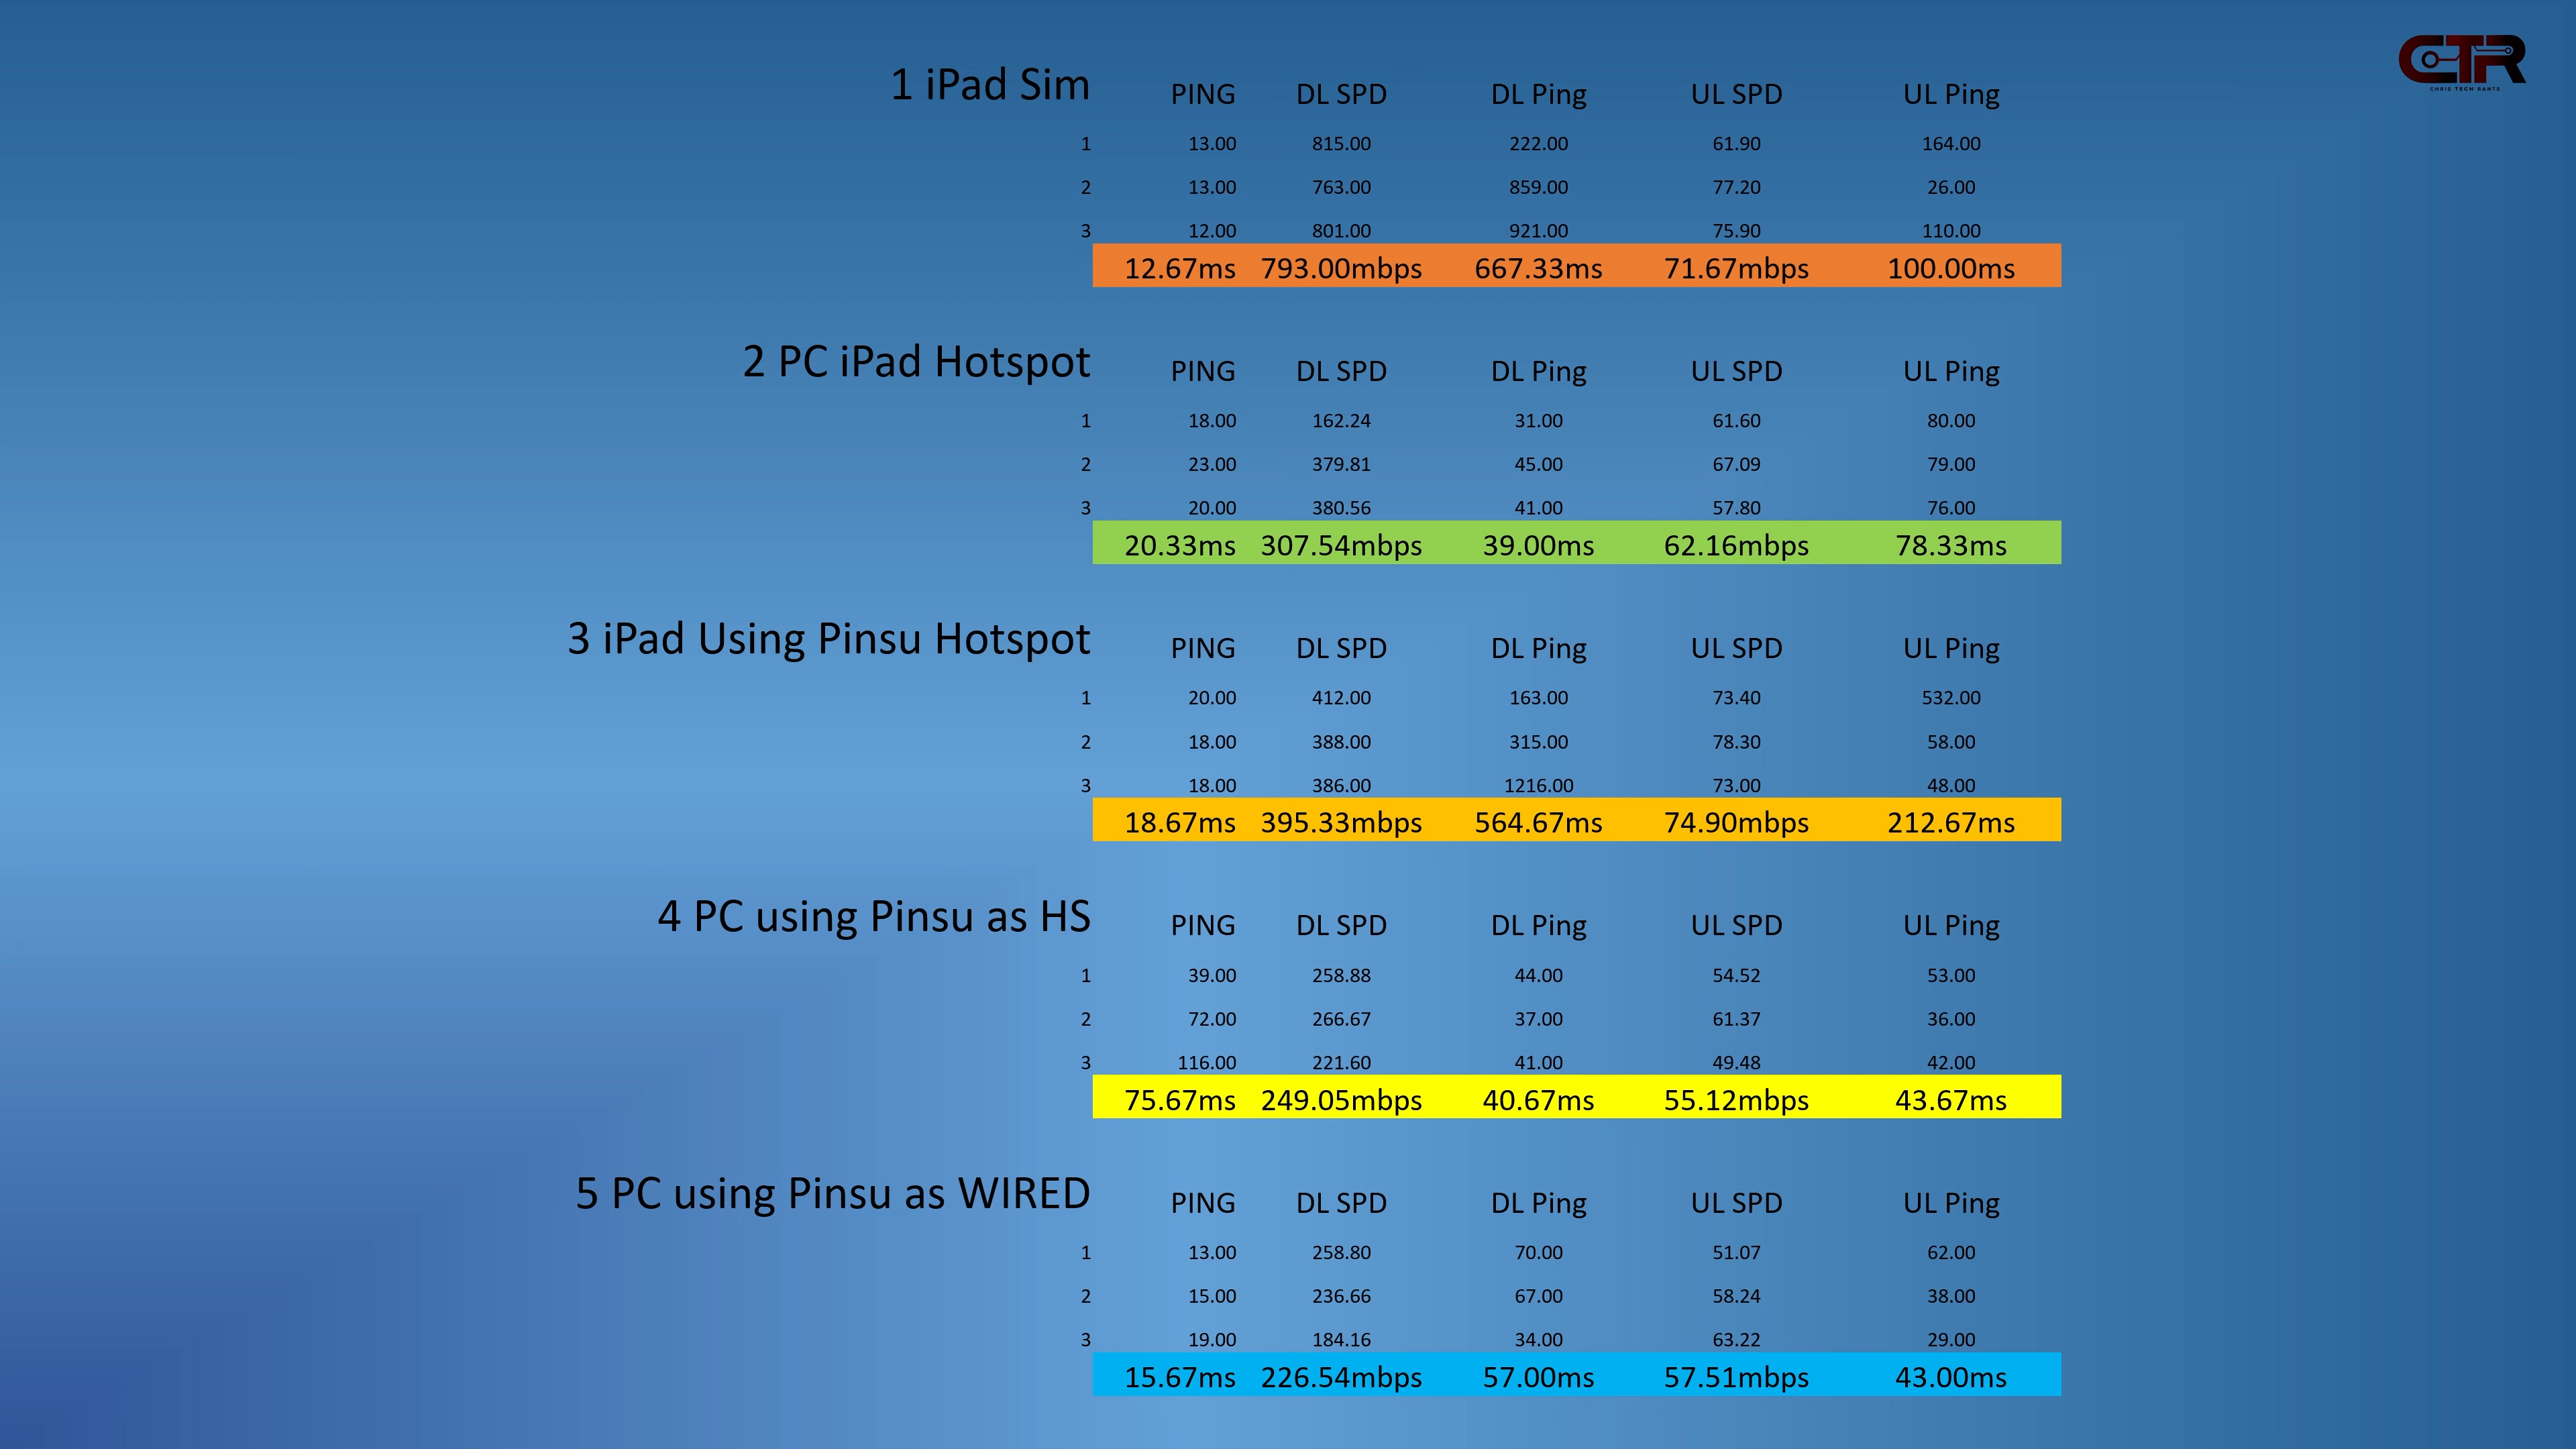 CTR
CHRIS TECH RANTS
1 iPad Sim PING DL SPD DL Ping UL SPD UL Ping
1 13.00 815.00 222.00 61.90 164.00
2 13.00 763.00 859.00 77.20 26.00
3 12.00 801.00 921.00 75.90 110.00
12.67ms 793.00mbps 667.33ms 71.67mbps 100.00ms
2 PC iPad Hotspot PING DL SPD DL Ping UL SPD UL Ping
1 18.00 162.24 31.00 61.60 80.00
2 23.00 379.81 45.00 67.09 79.00
3 20.00 380.56 41.00 57.80 76.00
20.33ms 307.54mbps 39.00ms 62.16mbps 78.33ms
3 iPad Using Pinsu Hotspot PING DL SPD DL Ping UL SPD UL Ping
1 20.00 412.00 163.00 73.40 532.00
2 18.00 388.00 315.00 78.30 58.00
3 18.00 386.00 1216.00 73.00 48.00
18.67ms 395.33mbps 564.67ms 74.90mbps 212.67ms
4 PC using Pinsu as HS PING DL SPD DL Ping UL SPD UL Ping
1 39.00 258.88 44.00 54.52 53.00
2 72.00 266.67 37.00 61.37 36.00
3 116.00 221.60 41.00 49.48 42.00
75.67ms 249.05mbps 40.67ms 55.12mbps 43.67ms
5 PC using Pinsu as WIRED PING DL SPD DL Ping UL SPD UL Ping
1 13.00 258.80 70.00 51.07 62.00
2 15.00 236.66 67.00 58.24 38.00
3 19.00 184.16 34.00 63.22 29.00
15.67ms 226.54mbps 57.00ms 57.51mbps 43.00ms